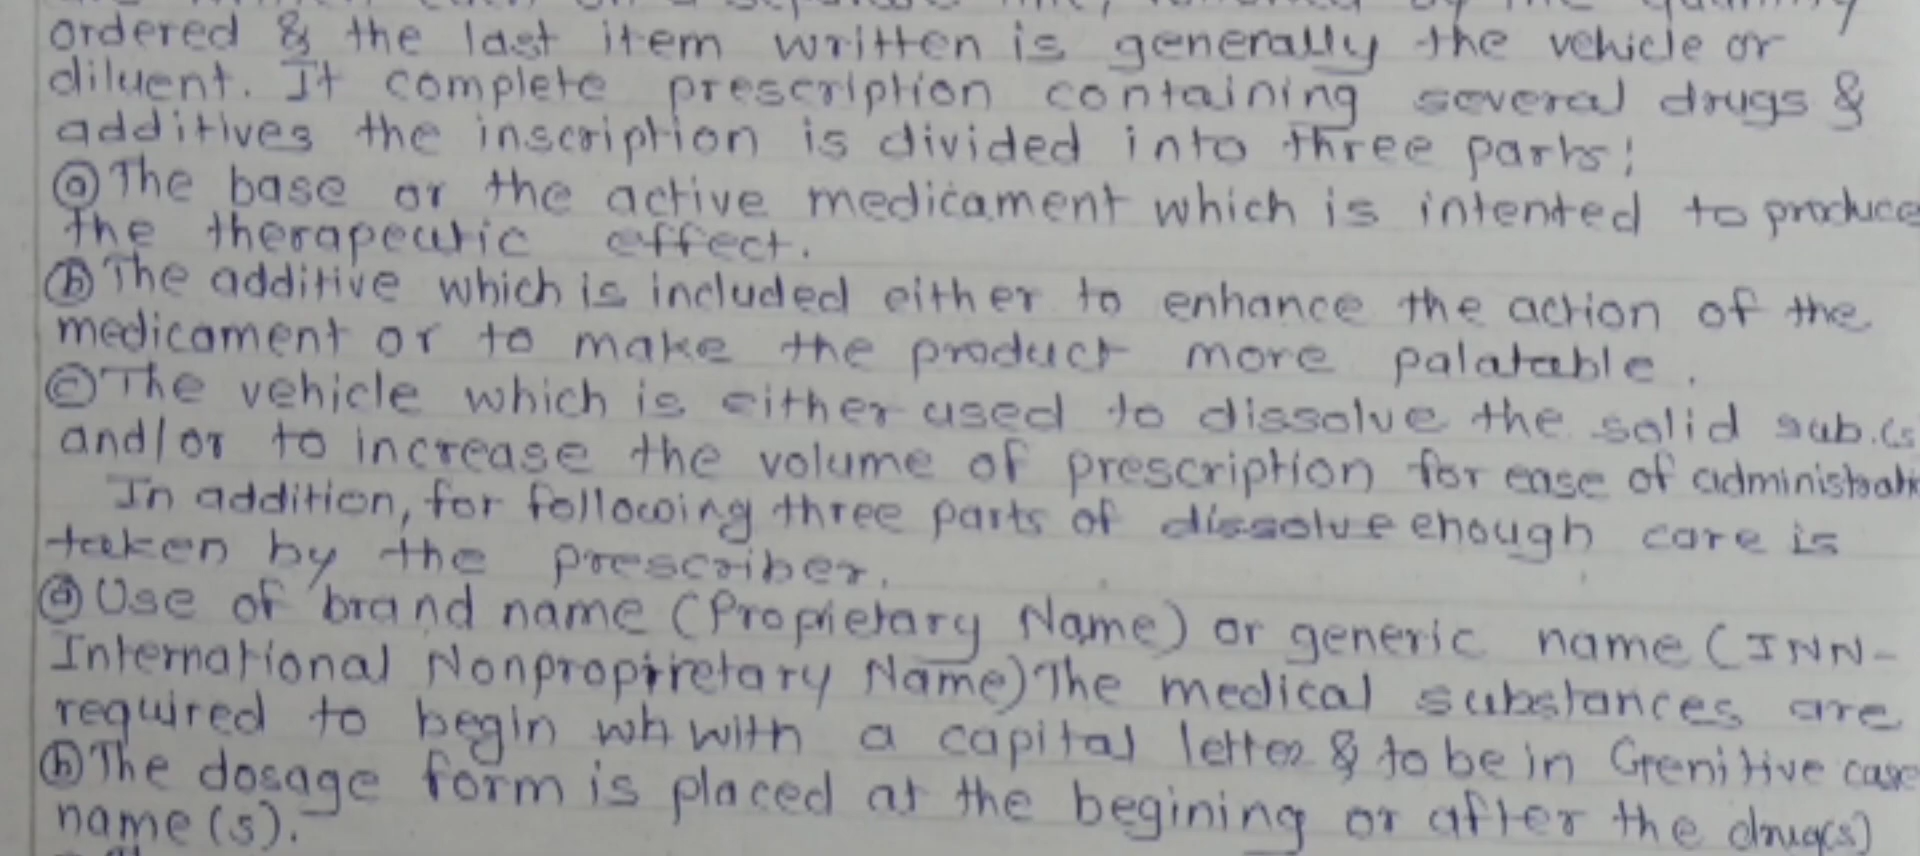 ordered & the last item written is generally the vehicle or
diluent. It complete prescription containing several drugs &
additives the inscription is divided into three parts;
ⓐ The base or the active medicament which is intented to produce
the therapeutic effect.
ⓑ The additive which is included either to enhance the action of the
medicament or to make the product more palatable.
ⓒ The vehicle which is either used to dissolve the solid sub.(s
and/or to increase the volume of prescription for ease of administratio
In addition, for following three parts of dissolve enough care is
taken by the prescriber.
ⓐ Use of brand name (Proprietary Name) or generic name (INN-
International Nonproprietary Name) The medical substances are
required to begin wh with a capital letter & to be in Genitive case
ⓑ The dosage form is placed at the begining or after the drug(s)
name(s).